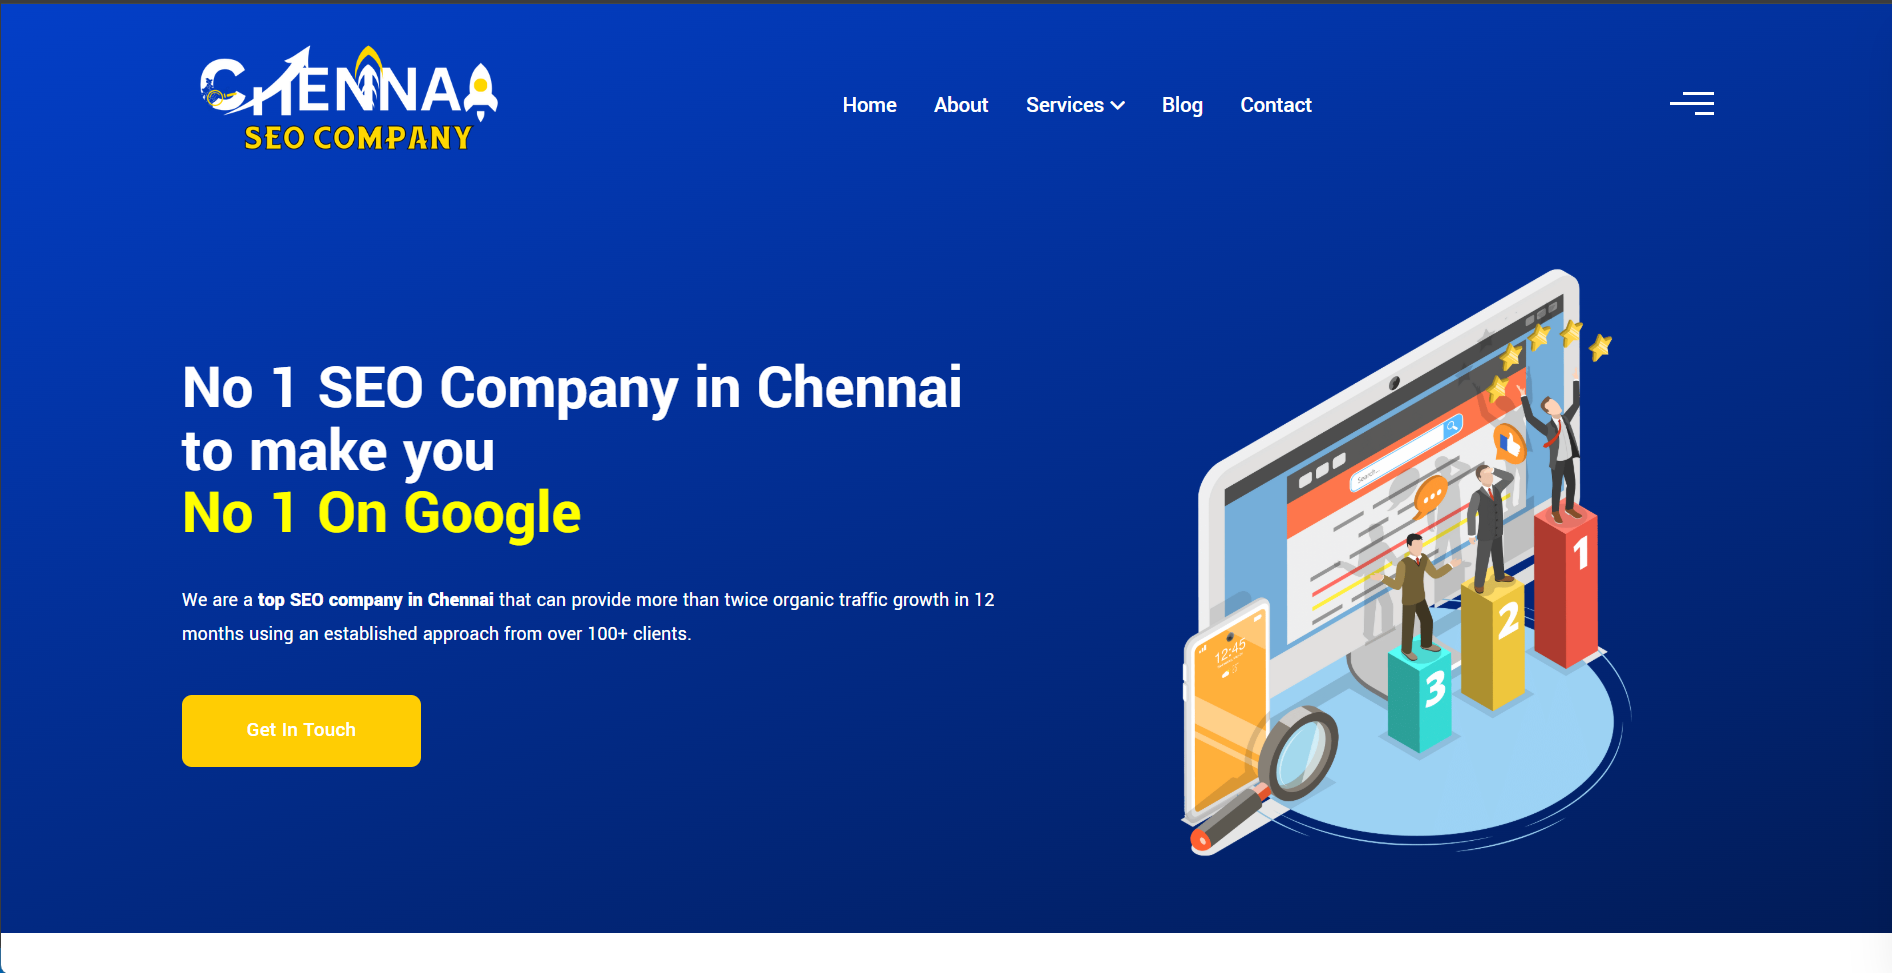 CHENNAI
SEO COMPANY
Home About Services Blog Contact
No 1 SEO Company in Chennai
to make you
No 1 On Google
We are a top SEO company in Chennai that can provide more than twice organic traffic growth in 12
months using an established approach from over 100+ clients.
Get In Touch
Search...
1
2
3
12:45